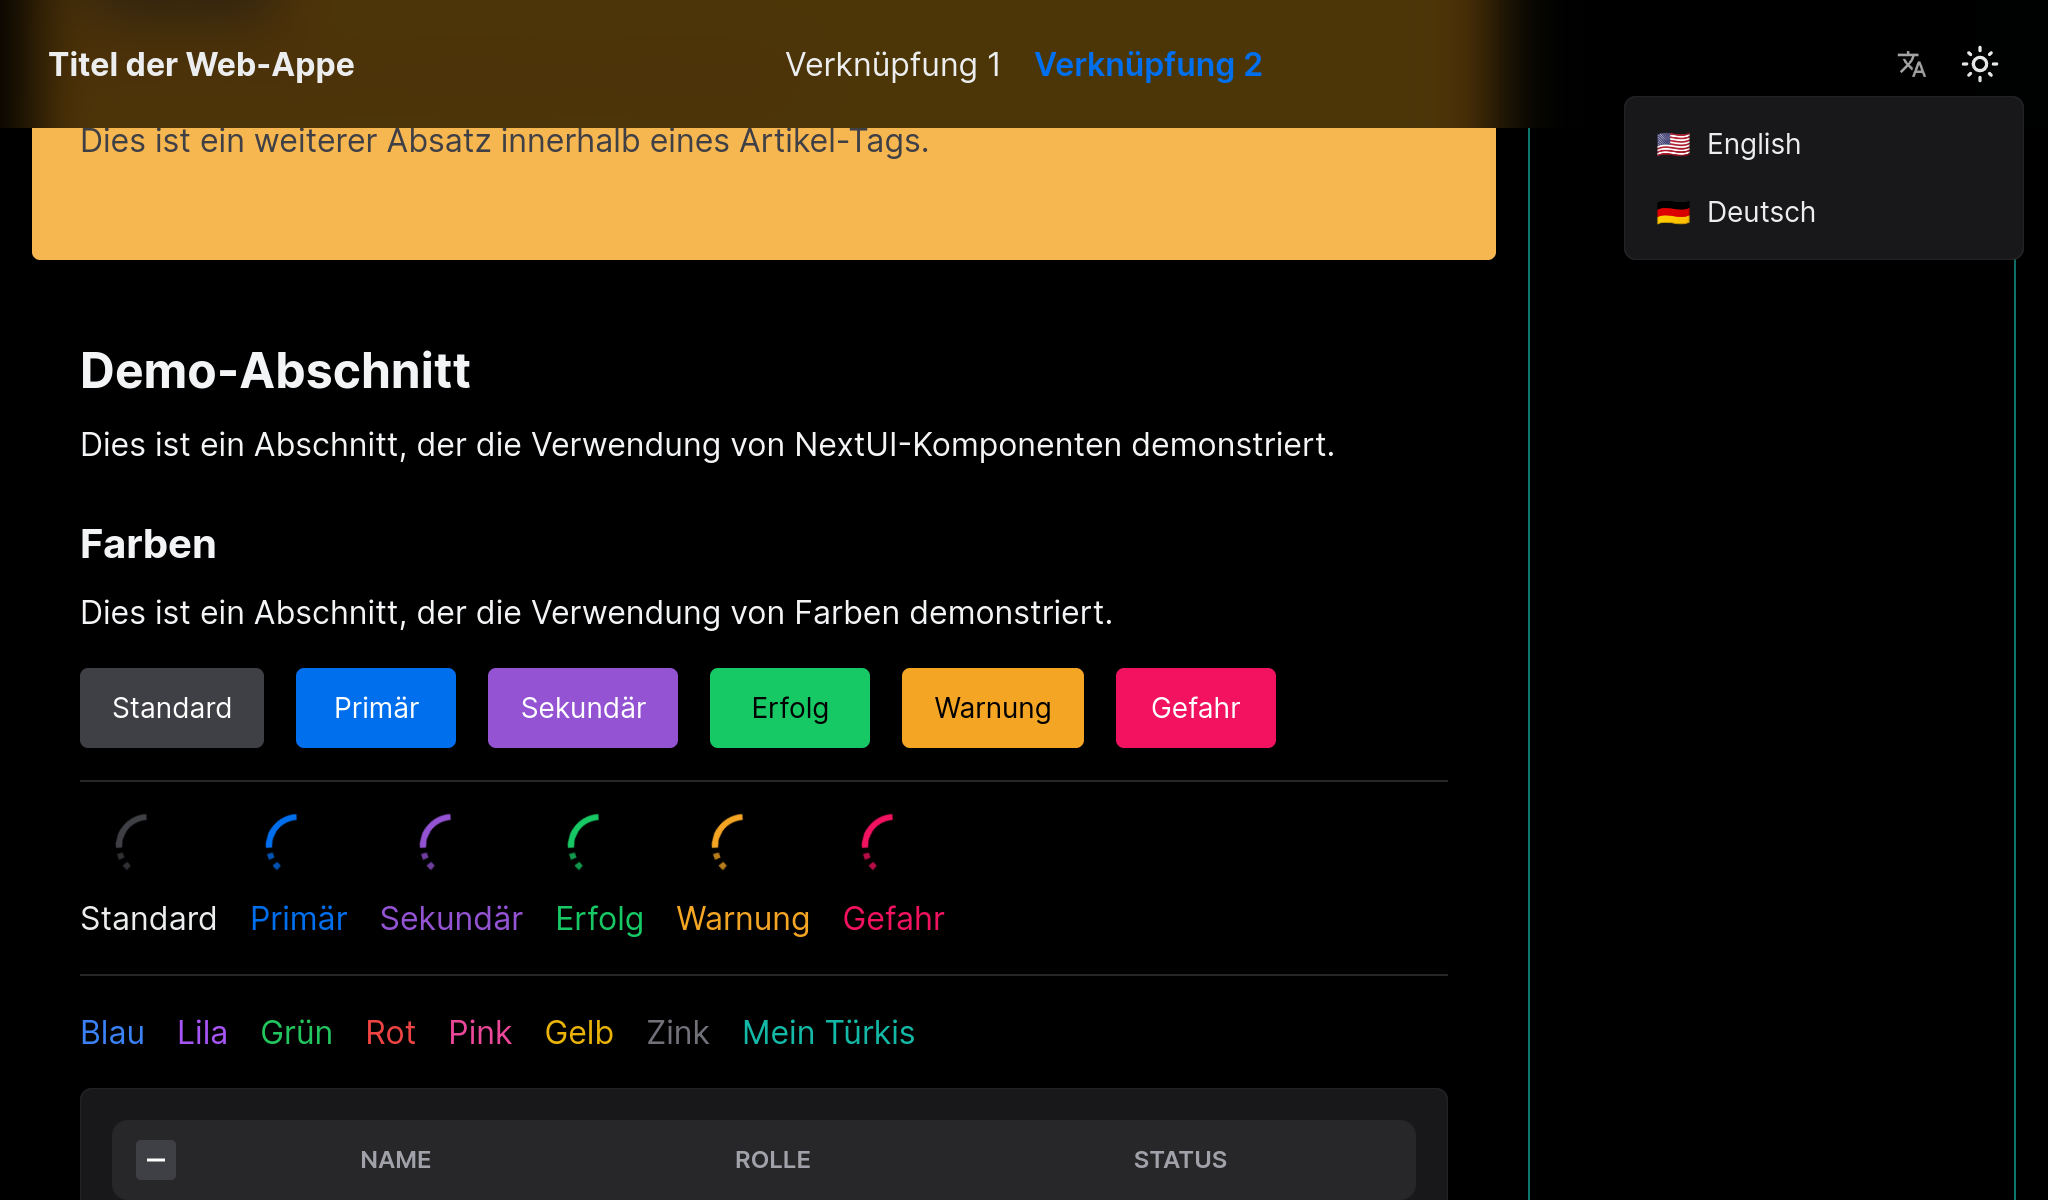 Titel der Web-Appe
Verknüpfung 1 Verknüpfung 2
English
Deutsch
Dies ist ein weiterer Absatz innerhalb eines Artikel-Tags.
Demo-Abschnitt
Dies ist ein Abschnitt, der die Verwendung von NextUI-Komponenten demonstriert.
Farben
Dies ist ein Abschnitt, der die Verwendung von Farben demonstriert.
Standard Primär Sekundär Erfolg Warnung Gefahr
Standard Primär Sekundär Erfolg Warnung Gefahr
Blau Lila Grün Rot Pink Gelb Zink Mein Türkis
NAME ROLLE STATUS